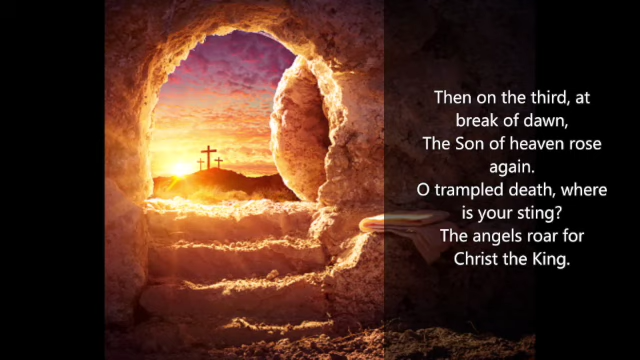 Then on the third, at
break of dawn,
The Son of heaven rose
again.
O trampled death, where
is your sting?
The angels roar for
Christ the King.